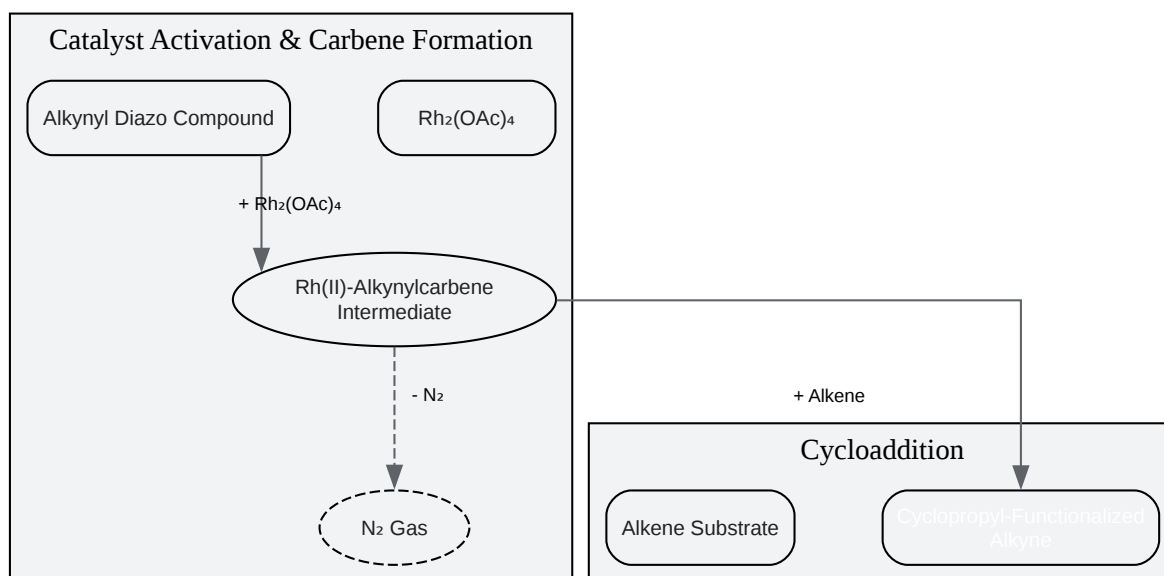 Catalyst Activation & Carbene Formation
Alkynyl Diazo Compound
Rh₂(OAc)₄
+ Rh₂(OAc)₄
Rh(II)-Alkynylcarbene
Intermediate
- N₂
+ Alkene
Cycloaddition
N₂ Gas
Alkene Substrate
Cyclopropyl-Functionalized
Alkyne